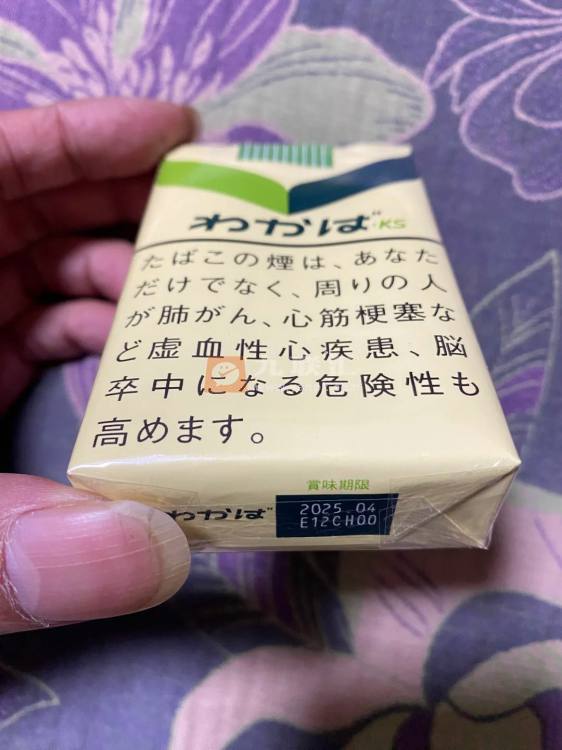 わかば・KS
たばこの煙は、あなた
だけでなく、周りの人
が肺がん、心筋梗塞な
ど虚血性心疾患、脳
卒中になる危険性も
高めます。
賞味期限
わかば
2025.04
E12CH00